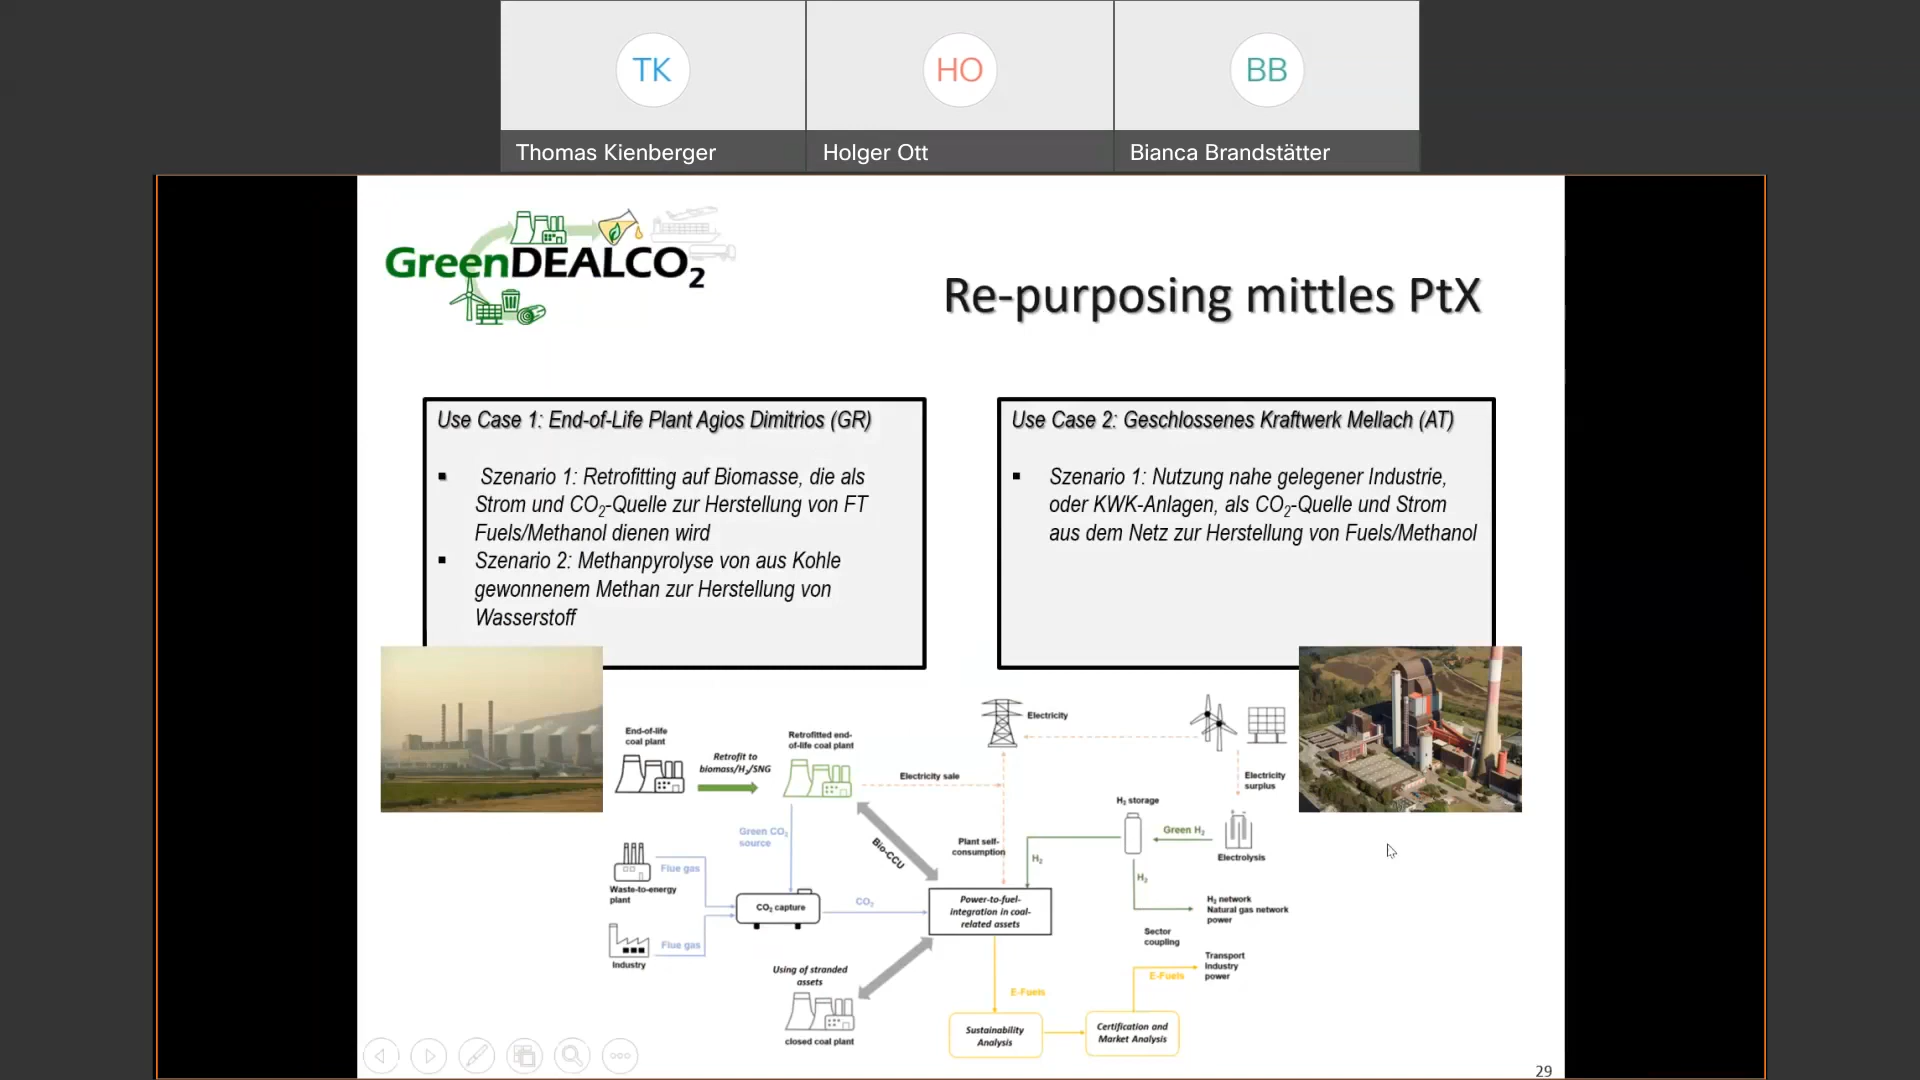 TK
HO
BB
Thomas Kienberger
Holger Ott
Bianca Brandstätter
GreenDEALCO2
Re-purposing mittles PtX
Use Case 1: End-of-Life Plant Agios Dimitrios (GR)
Szenario 1: Retrofitting auf Biomasse, die als
Strom und CO2-Quelle zur Herstellung von FT
Fuels/Methanol dienen wird
Szenario 2: Methanpyrolyse von aus Kohle
gewonnenem Methan zur Herstellung von
Wasserstoff
Use Case 2: Geschlossenes Kraftwerk Mellach (AT)
Szenario 1: Nutzung nahe gelegener Industrie,
oder KWK-Anlagen, als CO2-Quelle und Strom
aus dem Netz zur Herstellung von Fuels/Methanol
End-of-life
coal plant
Retrofit to
biomass/H2/SNG
Retrofitted end-
of-life coal plant
Electricity
Electricity sale
Electricity
surplus
H2 storage
Green H2
Electrolysis
Green CO2
source
Bio-CCU
Plant self-
consumption
H2
H2
Waste-to-energy
plant
Flue gas
CO2 capture
CO2
Power-to-fuel-
integration in coal-
related assets
H2 network
Natural gas network
power
Sector
coupling
Industry
Flue gas
Using of stranded
assets
closed coal plant
E-Fuels
E-Fuels
Transport
Industry
power
Sustainability
Analysis
Certification and
Market Analysis
29